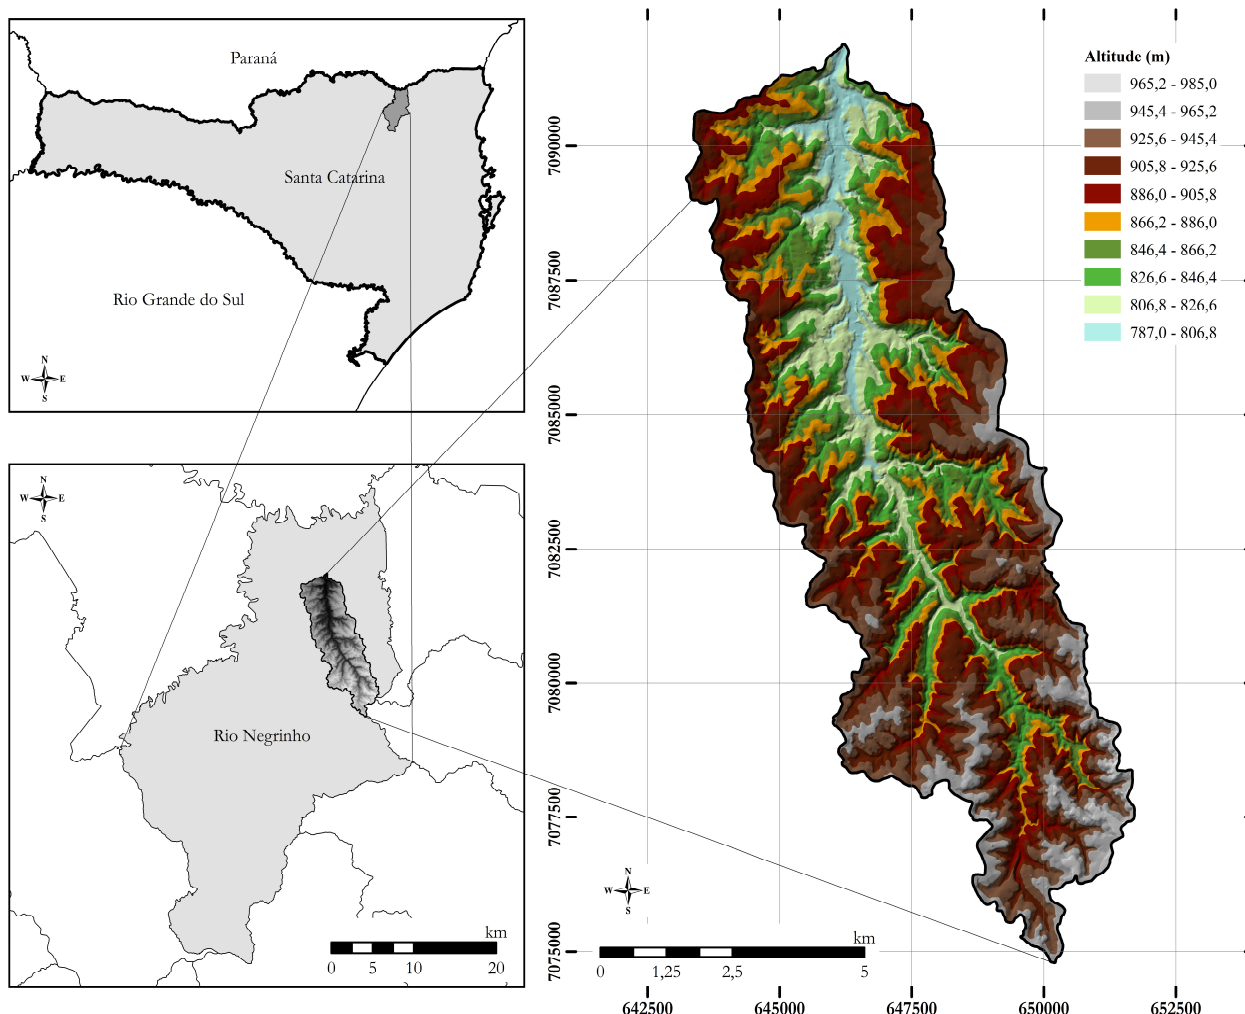 Paraná
Santa Catarina
Rio Grande do Sul
N
W E
S
N
W E
S
Rio Negrinho
km
0 5 10 20
Altitude (m)
965,2 - 985,0
945,4 - 965,2
925,6 - 945,4
905,8 - 925,6
886,0 - 905,8
866,2 - 886,0
846,4 - 866,2
826,6 - 846,4
806,8 - 826,6
787,0 - 806,8
7090000
7087500
7085000
7082500
7080000
7077500
7075000
N
W E
S
km
0 1,25 2,5 5
642500 645000 647500 650000 652500